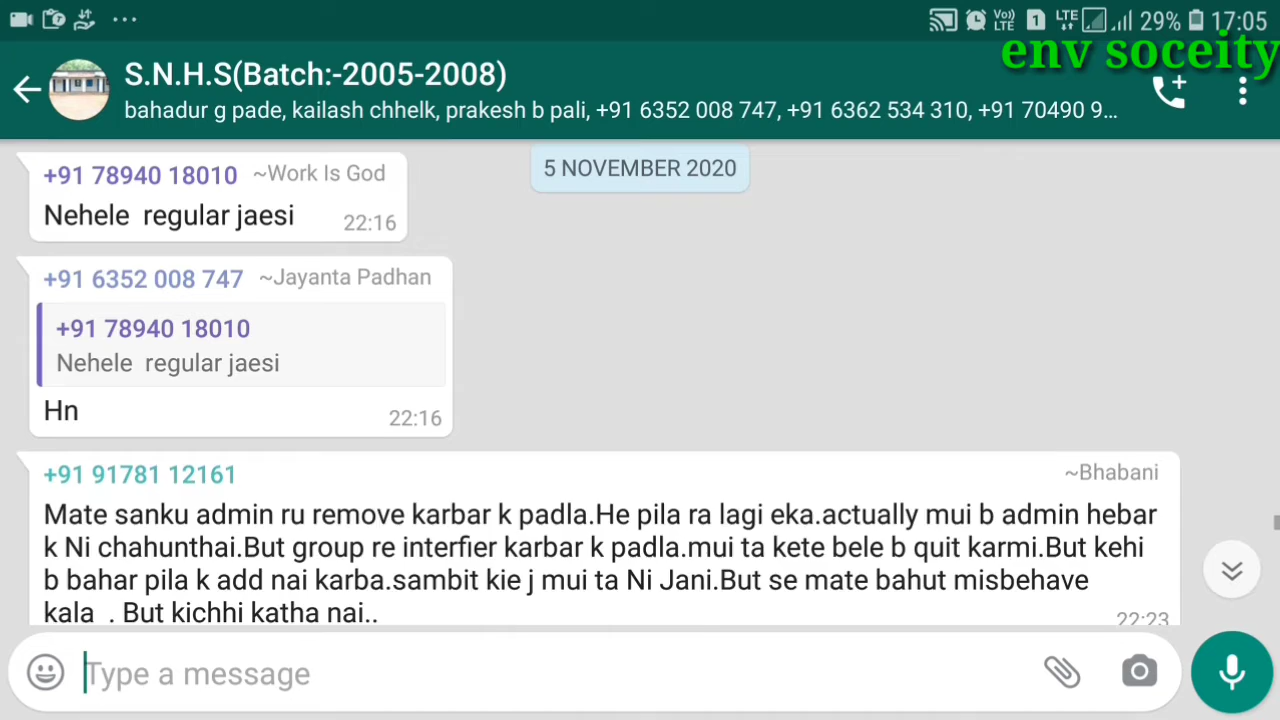 29% 17:05
env soceity
S.N.H.S(Batch:-2005-2008)
bahadur g pade, kailash chhelk, prakesh b pali, +91 6352 008 747, +91 6362 534 310, +91 70490 9...
5 NOVEMBER 2020
+91 78940 18010 ~Work Is God
Nehele regular jaesi 22:16
+91 6352 008 747 ~Jayanta Padhan
+91 78940 18010
Nehele regular jaesi
Hn 22:16
+91 91781 12161 ~Bhabani
Mate sanku admin ru remove karbar k padla.He pila ra lagi eka.actually mui b admin hebar
k Ni chahunthai.But group re interfier karbar k padla.mui ta kete bele b quit karmi.But kehi
b bahar pila k add nai karba.sambit kie j mui ta Ni Jani.But se mate bahut misbehave
kala . But kichhi katha nai..
22:23
Type a message